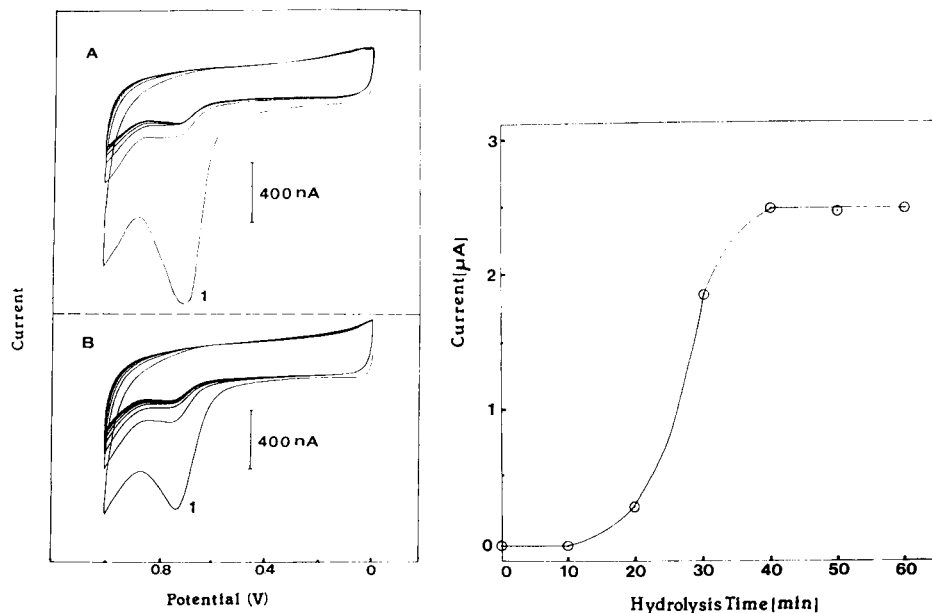 A
400 nA
1
Current
B
400 nA
1
0.8
0.4
0
Potential (V)
3
2
1
0
Current[µA]
0
10
20
30
40
50
60
Hydrolysis Time [min]